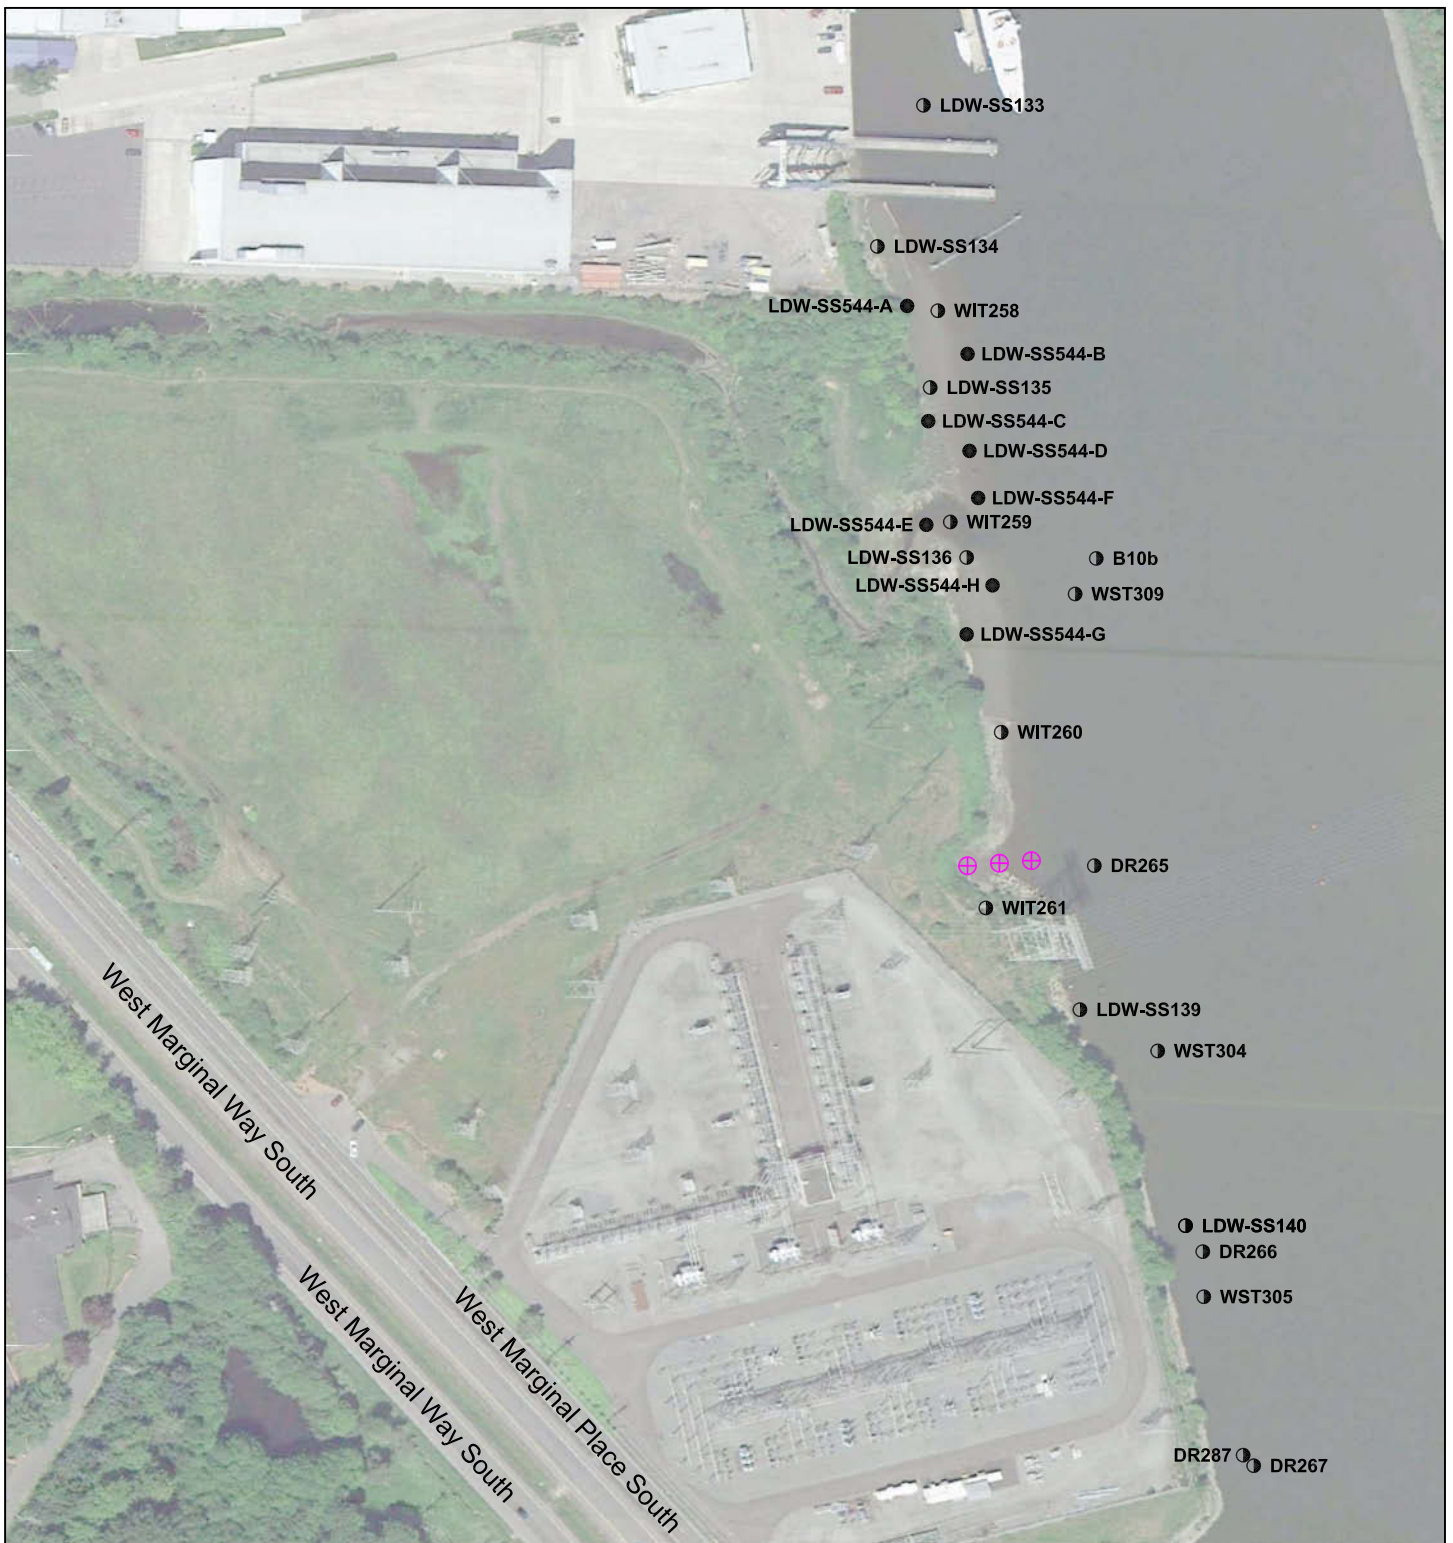 LDW-SS133
LDW-SS134
LDW-SS544-A
WIT258
LDW-SS544-B
LDW-SS135
LDW-SS544-C
LDW-SS544-D
LDW-SS544-F
LDW-SS544-E
WIT259
LDW-SS136
B10b
LDW-SS544-H
WST309
LDW-SS544-G
WIT260
DR265
WIT261
LDW-SS139
WST304
West Marginal Way South
LDW-SS140
DR266
WST305
West Marginal Way South
West Marginal Place South
DR287
DR267